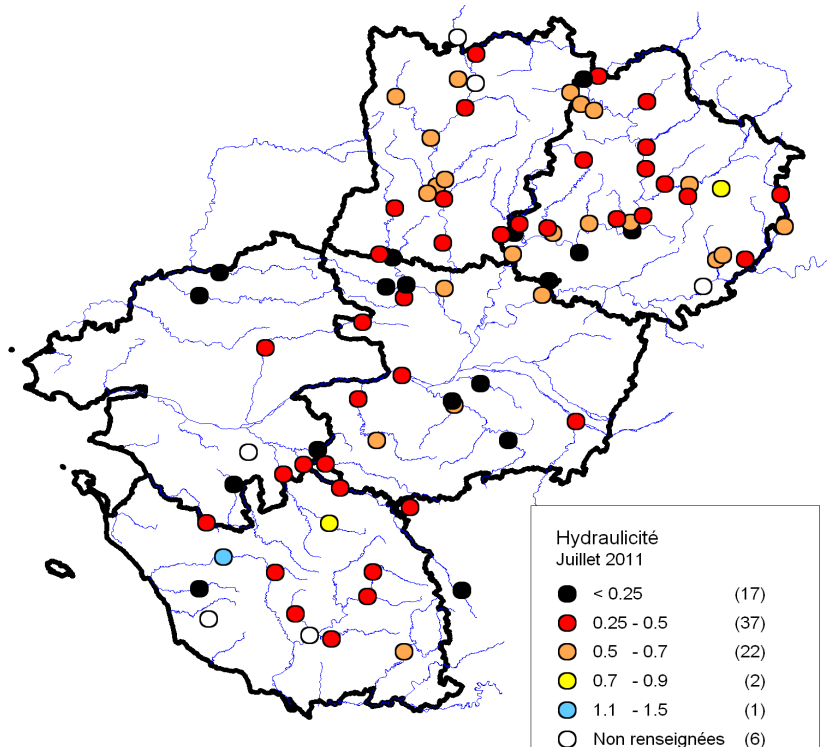 Hydraulicité
Juillet 2011
< 0.25 (17)
0.25 - 0.5 (37)
0.5 - 0.7 (22)
0.7 - 0.9 (2)
1.1 - 1.5 (1)
Non renseignées (6)